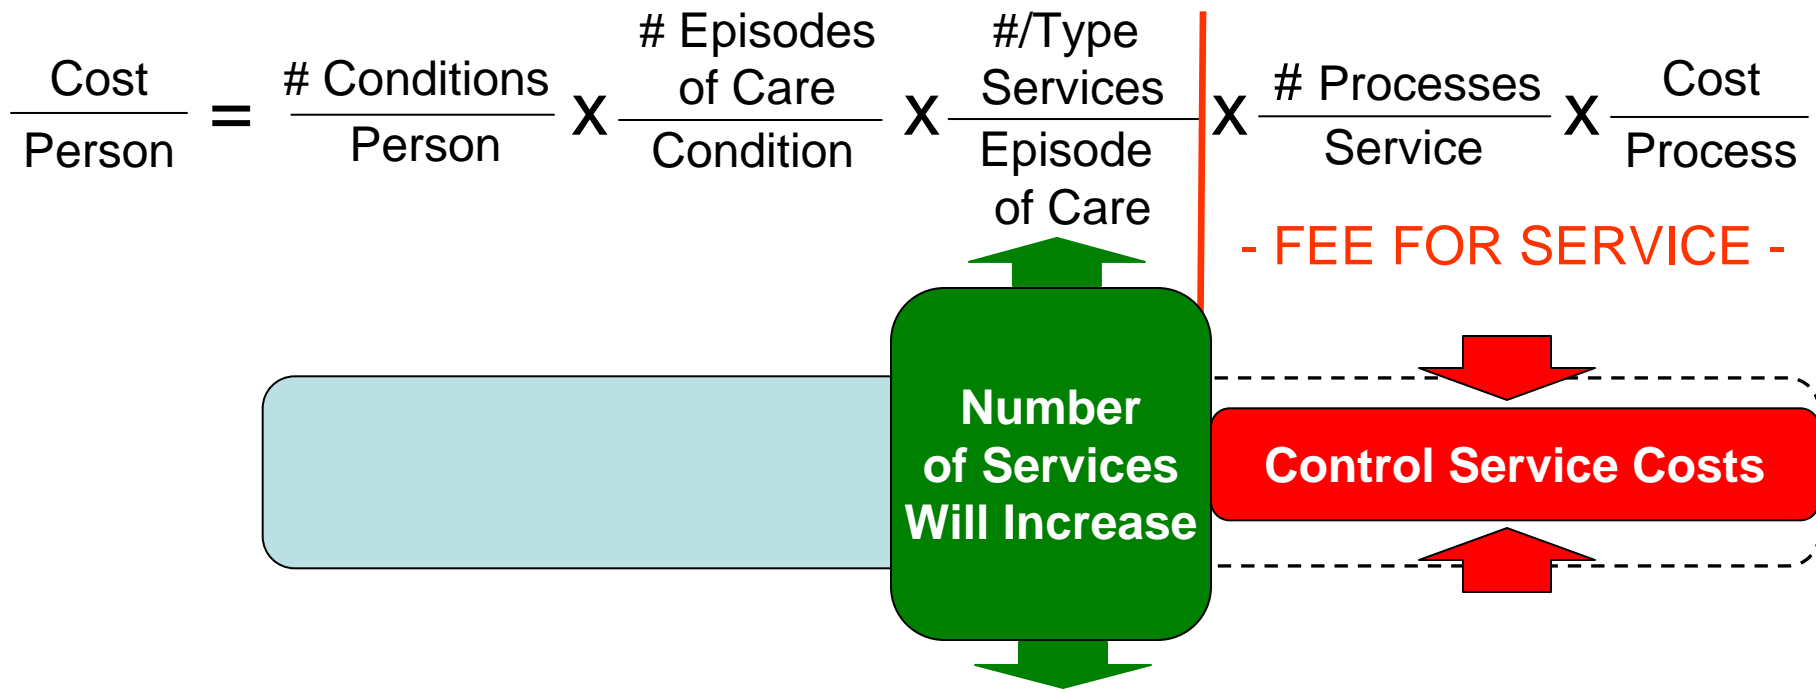 Cost
Person
=
# Conditions
Person
x
# Episodes
of Care
Condition
x
#/Type
Services
Episode
of Care
x
# Processes
Service
x
Cost
Process
- FEE FOR SERVICE -
Number
of Services
Will Increase
Control Service Costs